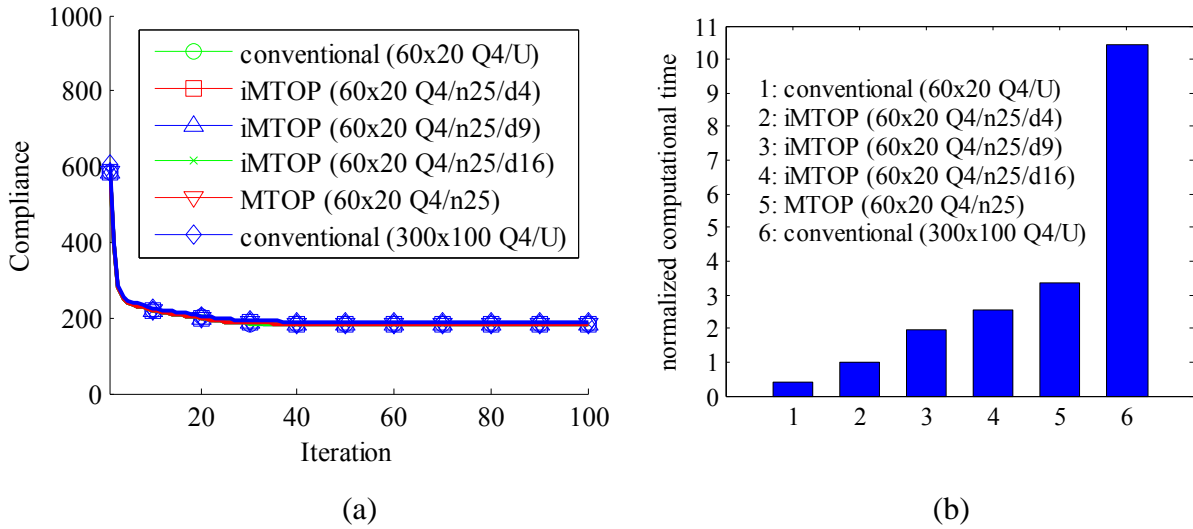 1000
800
600
400
200
0
Compliance
conventional (60x20 Q4/U)
iMTOP (60x20 Q4/n25/d4)
iMTOP (60x20 Q4/n25/d9)
iMTOP (60x20 Q4/n25/d16)
MTOP (60x20 Q4/n25)
conventional (300x100 Q4/U)
20 40 60 80 100
Iteration
(a)
11
10
9
8
7
6
5
4
3
2
1
0
normalized computational time
1: conventional (60x20 Q4/U)
2: iMTOP (60x20 Q4/n25/d4)
3: iMTOP (60x20 Q4/n25/d9)
4: iMTOP (60x20 Q4/n25/d16)
5: MTOP (60x20 Q4/n25)
6: conventional (300x100 Q4/U)
1 2 3 4 5 6
(b)